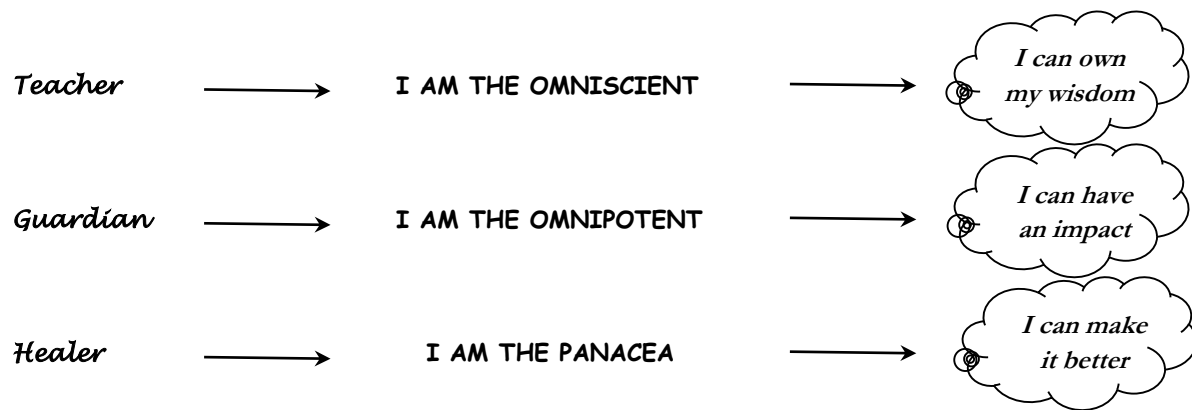 Teacher
I AM THE OMNISCIENT
I can own
my wisdom
Guardian
I AM THE OMNIPOTENT
I can have
an impact
Healer
I AM THE PANACEA
I can make
it better